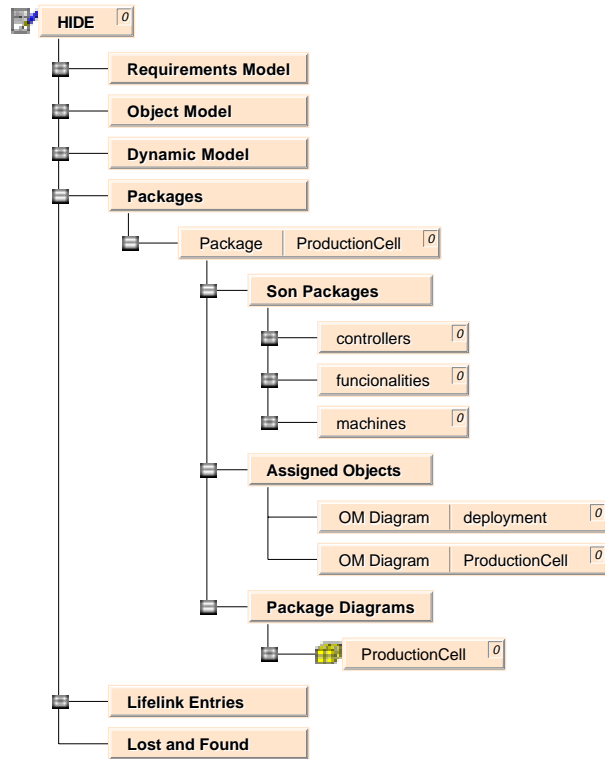 HIDE 0
Requirements Model
Object Model
Dynamic Model
Packages
Package ProductionCell 0
Son Packages
controllers 0
funcionalities 0
machines 0
Assigned Objects
OM Diagram deployment 0
OM Diagram ProductionCell 0
Package Diagrams
ProductionCell 0
Lifelink Entries
Lost and Found